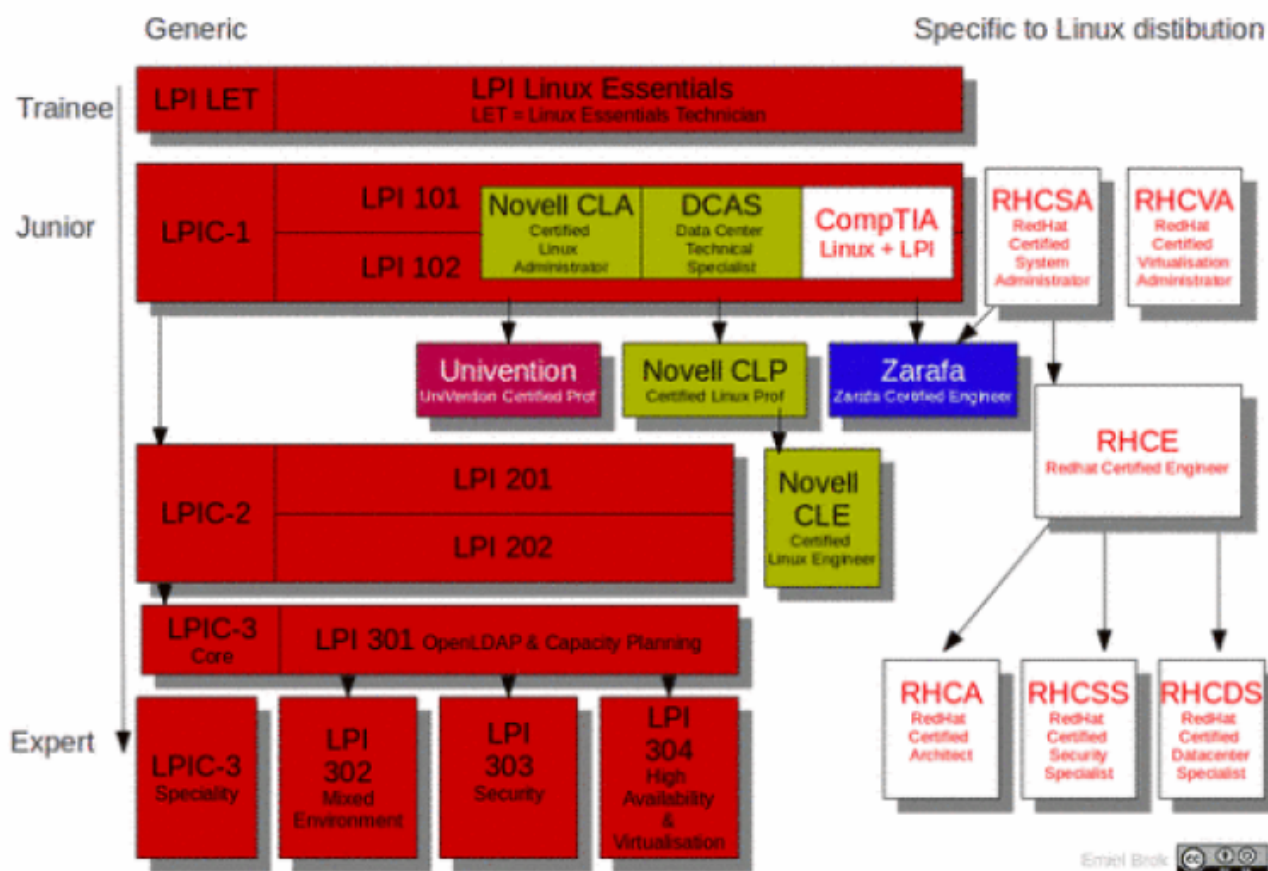 Generic
Specific to Linux distibution
Trainee
LPI LET
LPI Linux Essentials
LET = Linux Essentials Technician
Junior
LPIC-1
LPI 101
LPI 102
Novell CLA
Certified
Linux
Administrator
DCAS
Data Center
Technical
Specialist
CompTIA
Linux + LPI
RHCSA
RedHat
Certified
System
Administrator
RHCVA
RedHat
Certified
Virtualisation
Administrator
Univention
UniVention Certified Prof
Novell CLP
Certified Linux Prof
Zarafa
Zarafa Certified Engineer
RHCE
Redhat Certified Engineer
LPIC-2
LPI 201
LPI 202
Novell
CLE
Certified
Linux Engineer
LPIC-3
Core
LPI 301 OpenLDAP & Capacity Planning
RHCA
RedHat
Certified
Architect
RHCSS
RedHat
Certified
Security
Specialist
RHCDS
RedHat
Certified
Datacenter
Specialist
Expert
LPIC-3
Speciality
LPI
302
Mixed
Environment
LPI
303
Security
LPI
304
High
Availability
&
Virtualisation
Emiel Brok
cc